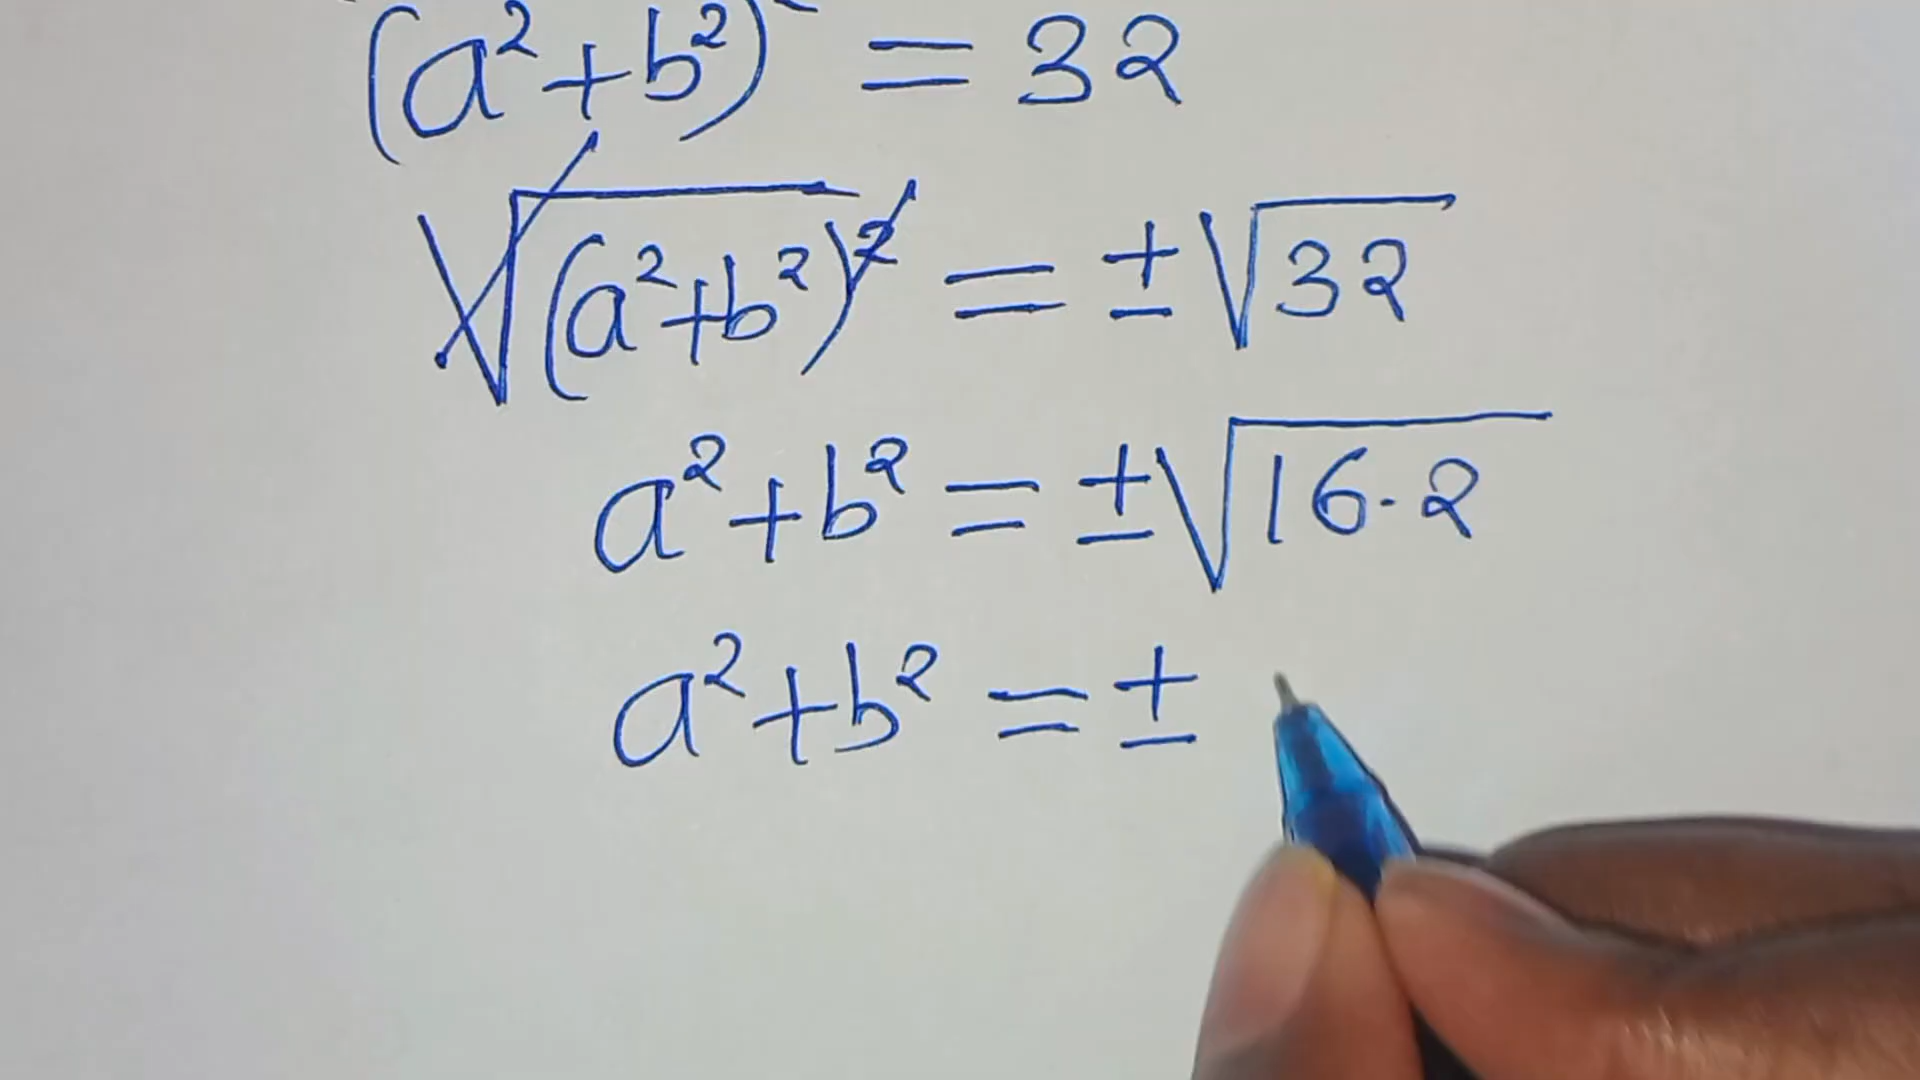 (a²+b²)² = 32
√(a²+b²)² = ±√32
a²+b² = ±√16·2
a²+b² = ±